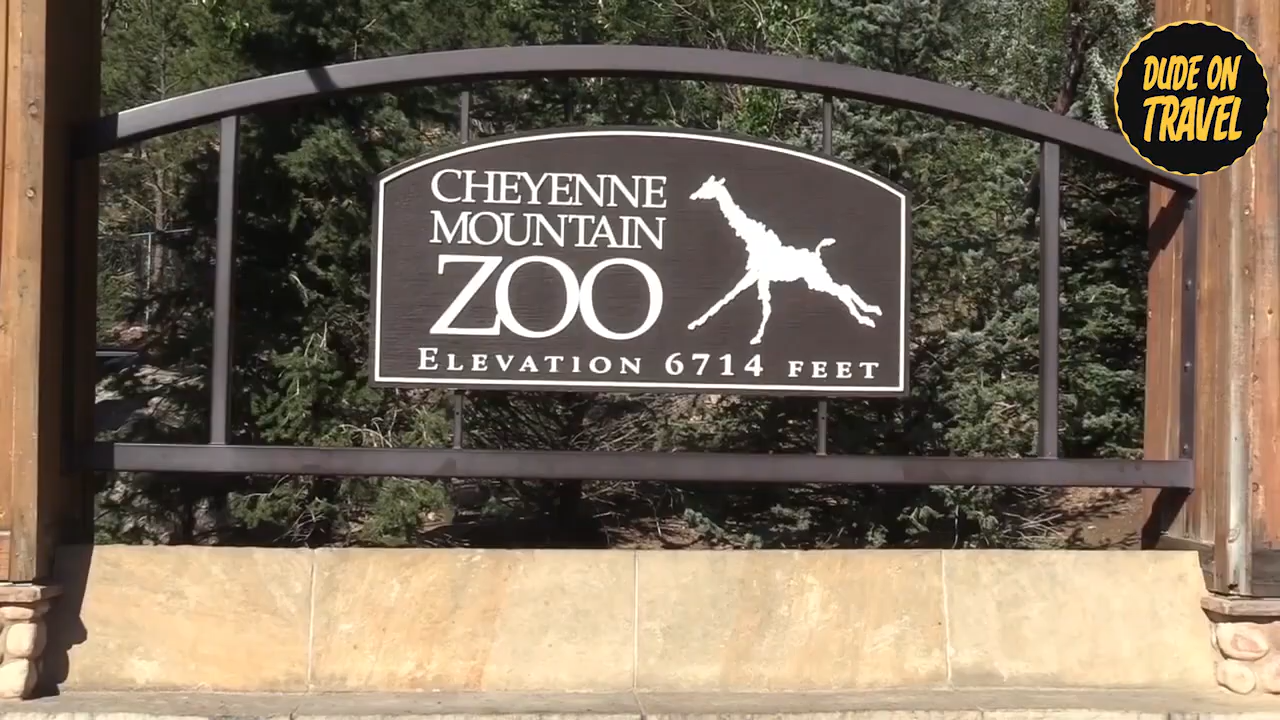 CHEYENNE
MOUNTAIN
ZOO
ELEVATION 6714 FEET
DUDE ON
TRAVEL